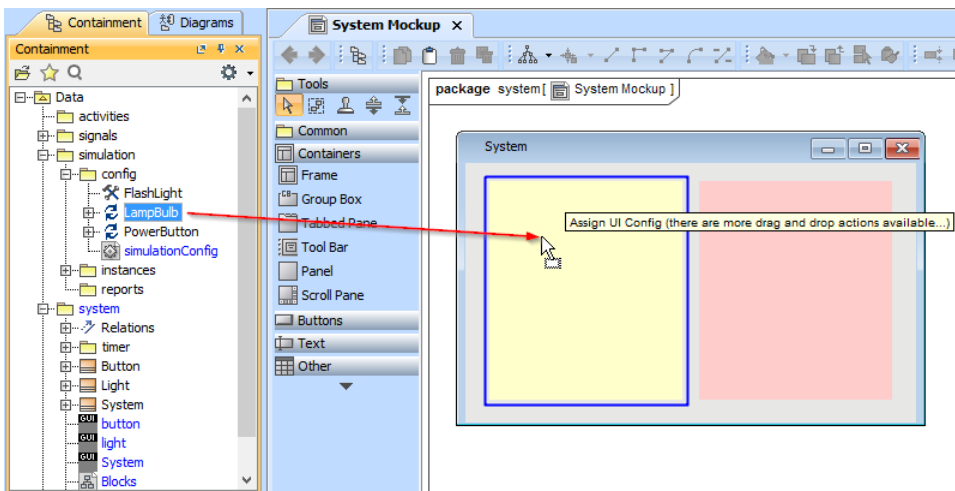 Containment
Diagrams
Containment
Data
activities
signals
simulation
config
FlashLight
LampBulb
PowerButton
simulationConfig
instances
reports
system
Relations
timer
Button
Light
System
GUI button
GUI light
GUI System
Blocks
System Mockup
Tools
Common
Containers
Frame
Group Box
Tabbed Pane
Tool Bar
Panel
Scroll Pane
Buttons
Text
Other
package system[ System Mockup ]
System
Assign UI Config (there are more drag and drop actions available...)